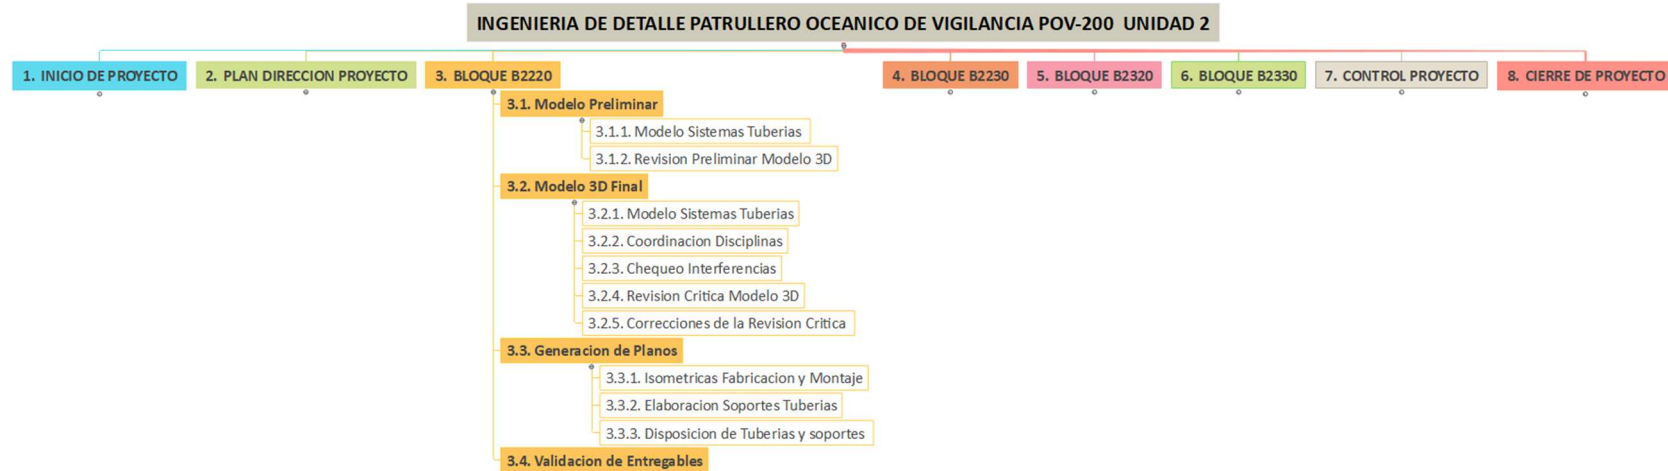 INGENIERIA DE DETALLE PATRULLERO OCEANICO DE VIGILANCIA POV-200 UNIDAD 2
1. INICIO DE PROYECTO
2. PLAN DIRECCION PROYECTO
3. BLOQUE B2220
4. BLOQUE B2230
5. BLOQUE B2320
6. BLOQUE B2330
7. CONTROL PROYECTO
8. CIERRE DE PROYECTO
3.1. Modelo Preliminar
3.1.1. Modelo Sistemas Tuberias
3.1.2. Revision Preliminar Modelo 3D
3.2. Modelo 3D Final
3.2.1. Modelo Sistemas Tuberias
3.2.2. Coordinacion Disciplinas
3.2.3. Chequeo Interferencias
3.2.4. Revision Critica Modelo 3D
3.2.5. Correcciones de la Revision Critica
3.3. Generacion de Planos
3.3.1. Isometricas Fabricacion y Montaje
3.3.2. Elaboracion Soportes Tuberias
3.3.3. Disposicion de Tuberias y soportes
3.4. Validacion de Entregables